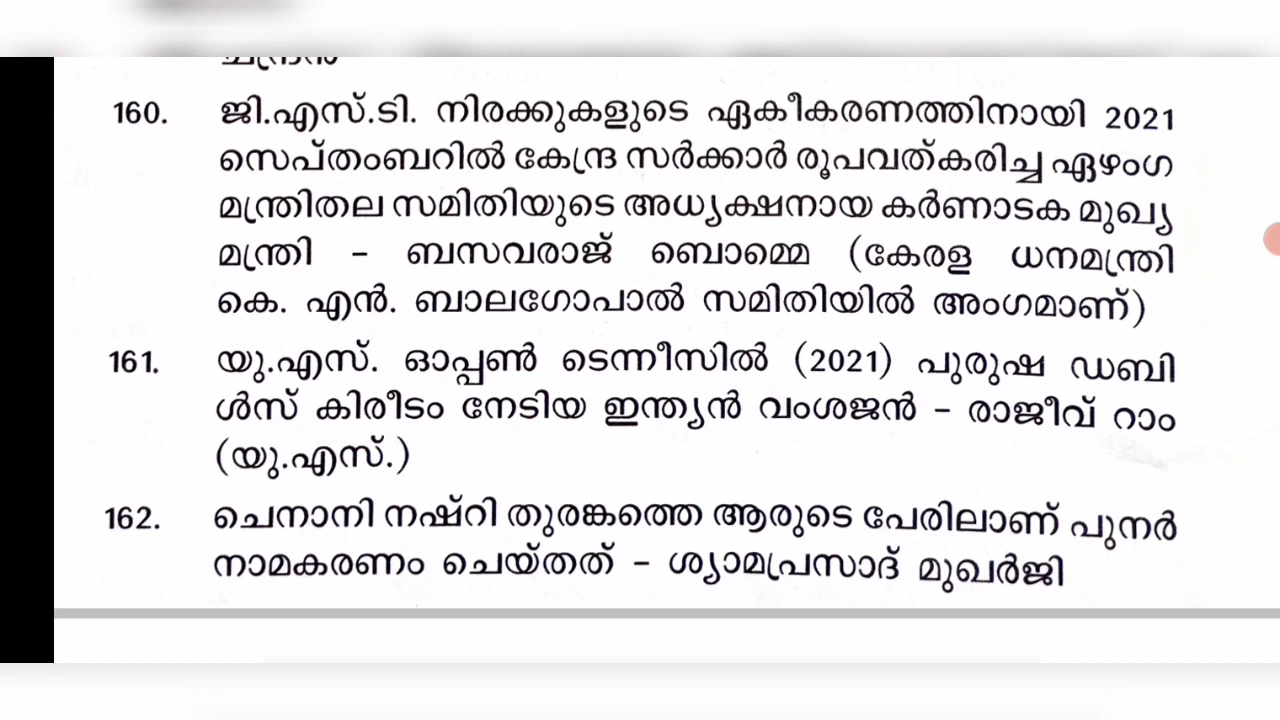 160. ജി.എസ്.ടി. നിരക്കുകളുടെ ഏകീകരണത്തിനായി 2021
സെപ്തംബറിൽ കേന്ദ്ര സർക്കാർ രൂപവത്കരിച്ച ഏഴംഗ
മന്ത്രിതല സമിതിയുടെ അധ്യക്ഷനായ കർണാടക മുഖ്യ
മന്ത്രി - ബസവരാജ് ബൊമ്മെ (കേരള ധനമന്ത്രി
കെ. എൻ. ബാലഗോപാൽ സമിതിയിൽ അംഗമാണ്)
161. യു.എസ്. ഓപ്പൺ ടെന്നീസിൽ (2021) പുരുഷ ഡബി
ൾസ് കിരീടം നേടിയ ഇന്ത്യൻ വംശജൻ - രാജീവ് റാം
(യു.എസ്.)
162. ചെനാനി നഷ്റി തുരങ്കത്തെ ആരുടെ പേരിലാണ് പുനർ
നാമകരണം ചെയ്തത് - ശ്യാമപ്രസാദ് മുഖർജി